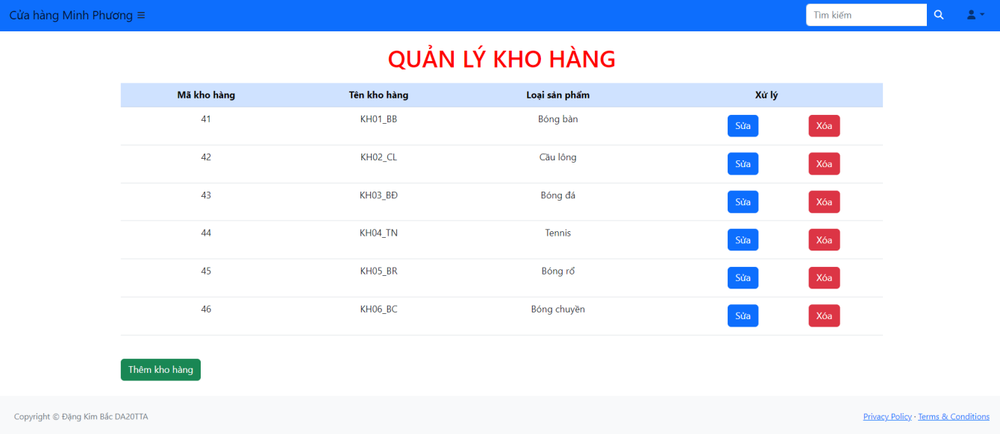 Cửa hàng Minh Phương
Tìm kiếm
QUẢN LÝ KHO HÀNG
Mã kho hàng Tên kho hàng Loại sản phẩm Xử lý
41 KH01_BB Bóng bàn Sửa Xóa
42 KH02_CL Cầu lông Sửa Xóa
43 KH03_BĐ Bóng đá Sửa Xóa
44 KH04_TN Tennis Sửa Xóa
45 KH05_BR Bóng rổ Sửa Xóa
46 KH06_BC Bóng chuyền Sửa Xóa
Thêm kho hàng
Copyright © Đặng Kim Bắc DA20TTA Privacy Policy · Terms & Conditions